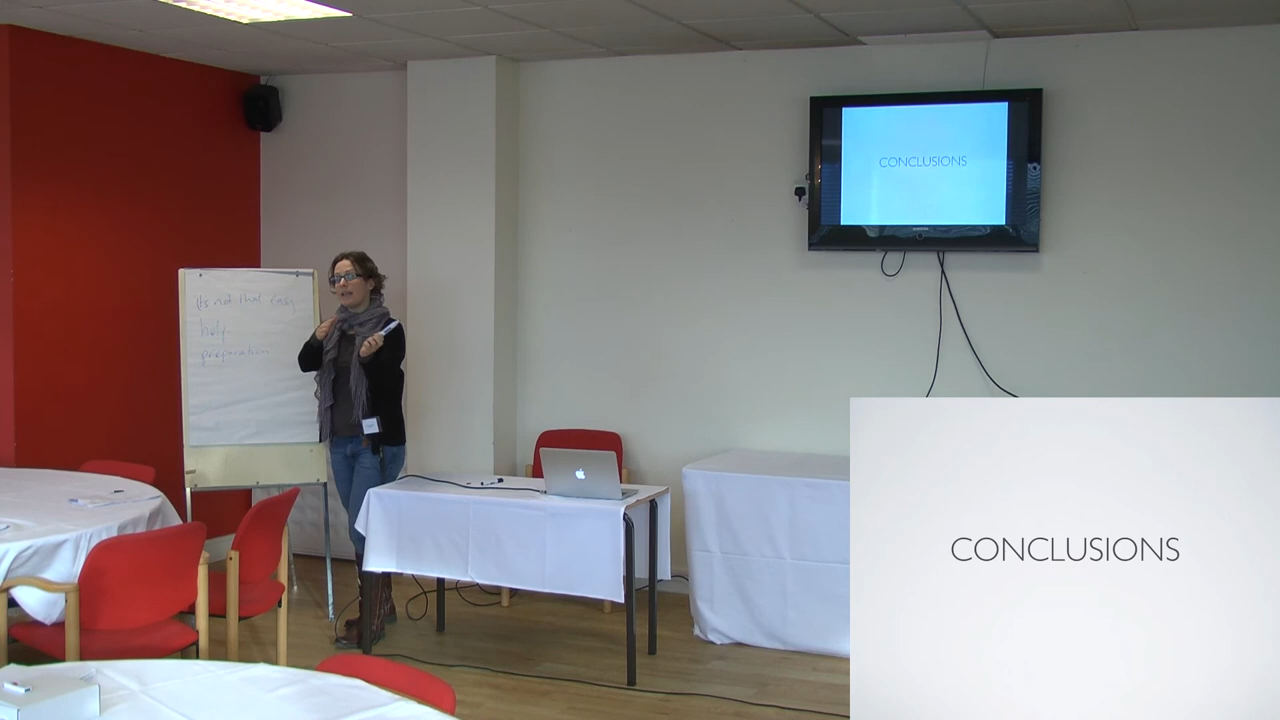 It's not that easy
help
preparation
CONCLUSIONS
CONCLUSIONS